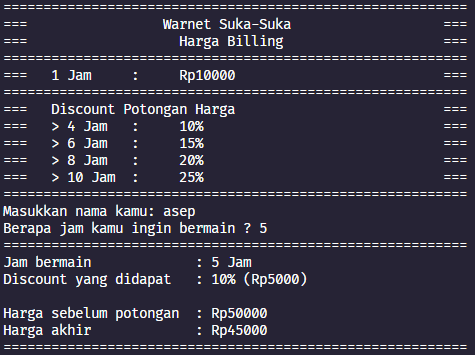 ==========================================================
===                 Warnet Suka-Suka                   ===
===                   Harga Billing                    ===
==========================================================
===   1 Jam     :     Rp10000                          ===
==========================================================
===   Discount Potongan Harga                          ===
===   > 4 Jam   :     10%                              ===
===   > 6 Jam   :     15%                              ===
===   > 8 Jam   :     20%                              ===
===   > 10 Jam  :     25%                              ===
==========================================================
Masukkan nama kamu: asep
Berapa jam kamu ingin bermain ? 5
==========================================================
Jam bermain             : 5 Jam
Discount yang didapat   : 10% (Rp5000)

Harga sebelum potongan  : Rp50000
Harga akhir             : Rp45000
==========================================================